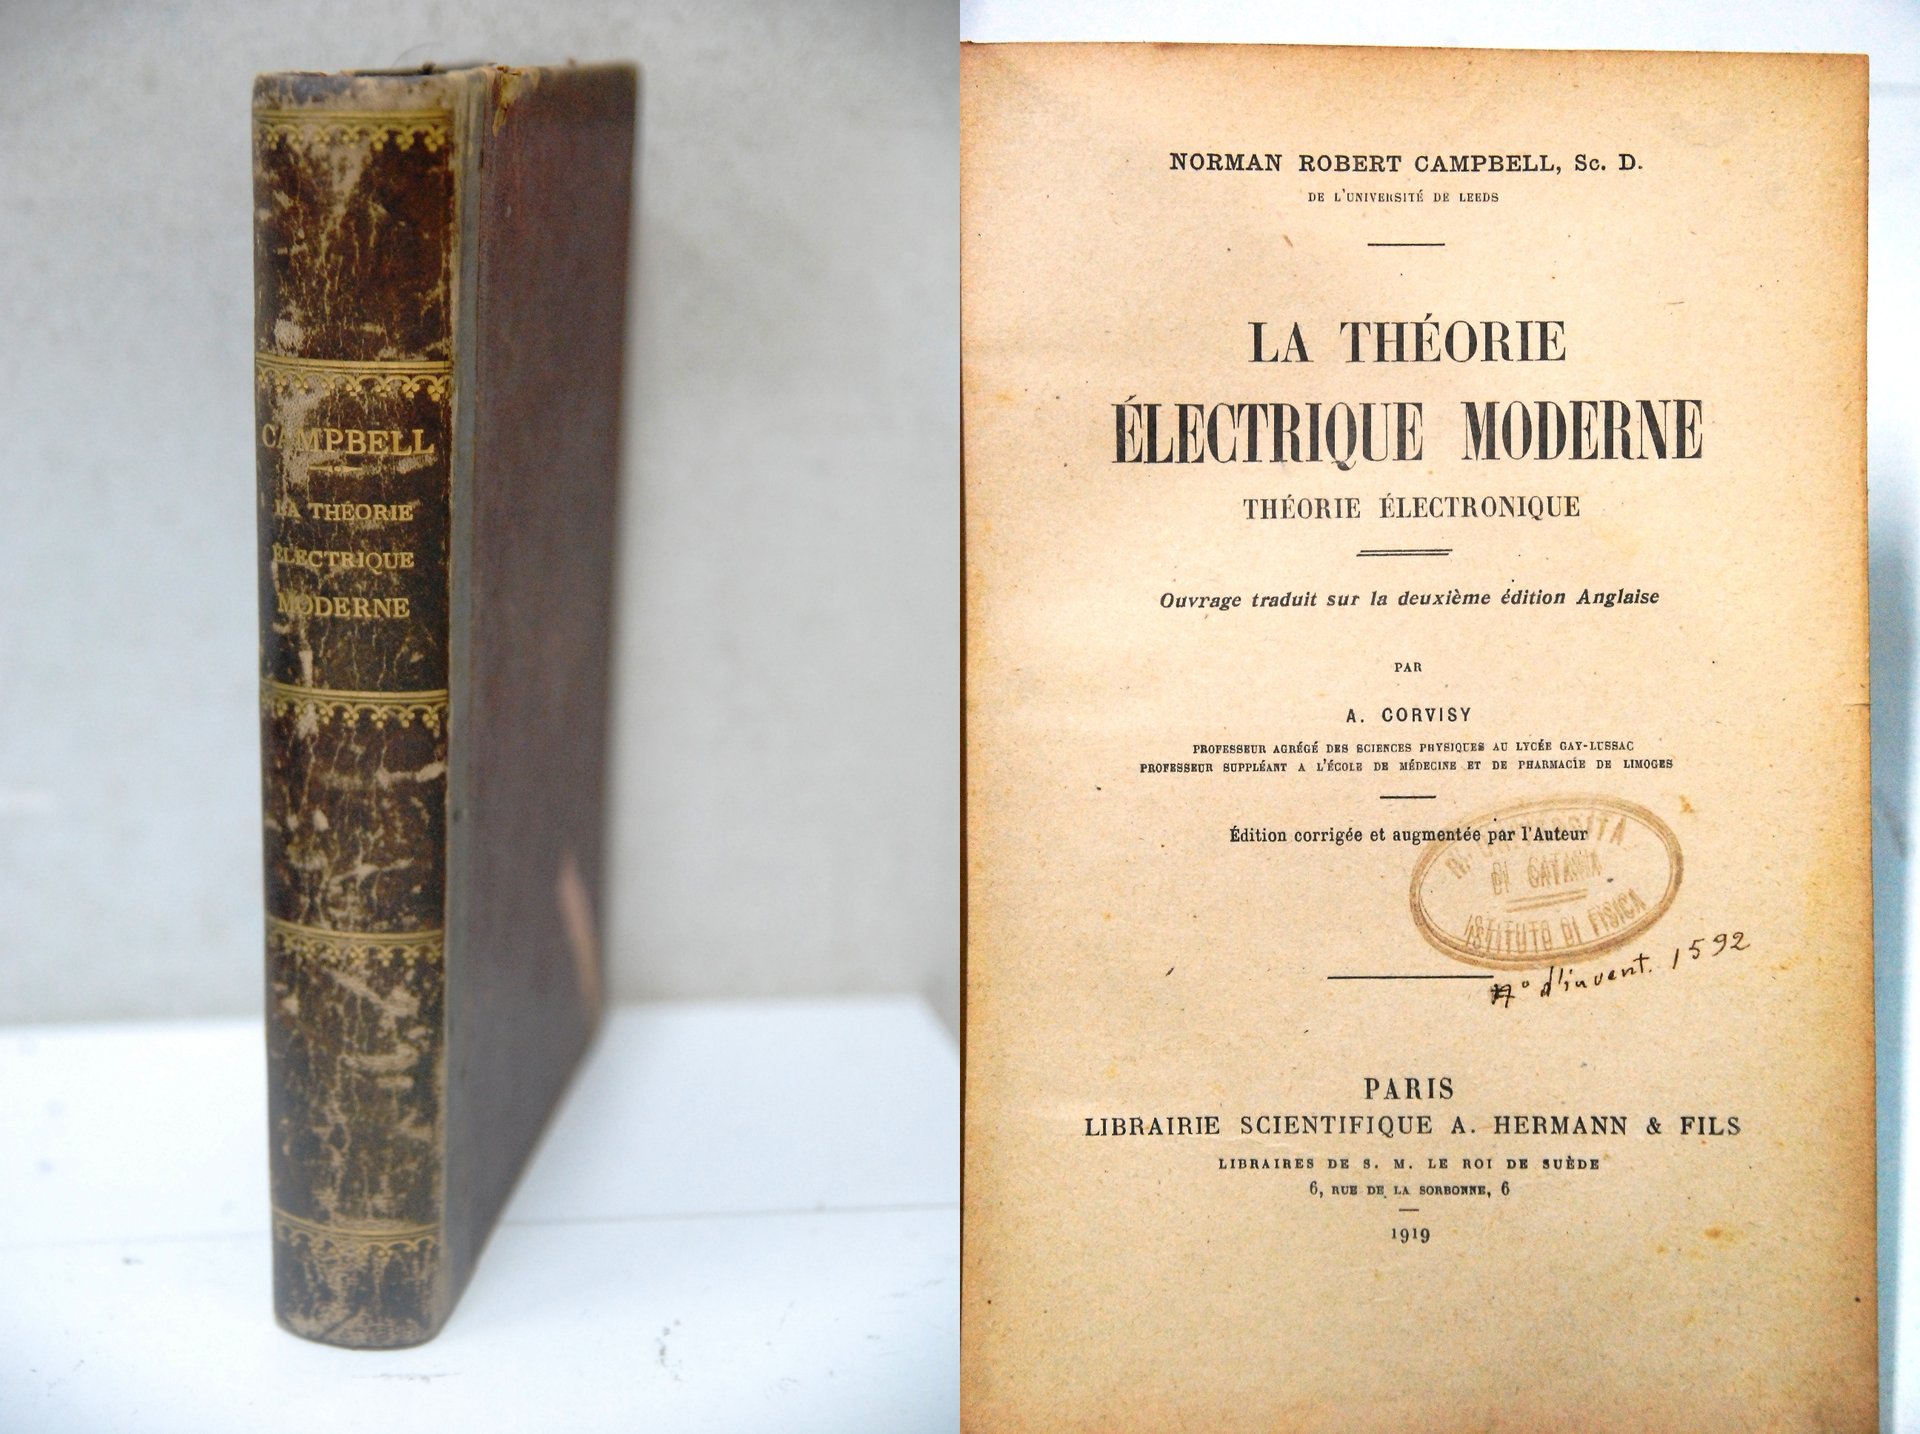 CAMPBELL
LA THÉORIE
ÉLECTRIQUE
MODERNE
NORMAN ROBERT CAMPBELL, Sc. D.
DE L'UNIVERSITÉ DE LEEDS
LA THÉORIE
ÉLECTRIQUE MODERNE
THÉORIE ÉLECTRONIQUE
Ouvrage traduit sur la deuxième édition Anglaise
PAR
A. CORVISY
PROFESSEUR AGRÉGÉ DES SCIENCES PHYSIQUES AU LYCÉE GAY-LUSSAC
PROFESSEUR SUPPLÉANT A L'ÉCOLE DE MÉDECINE ET DE PHARMACIE DE LIMOGES
Édition corrigée et augmentée par l'Auteur
R. UNIVERSITA
DI CATANIA
ISTITUTO DI FISICA
N° d'invent. 1592
PARIS
LIBRAIRIE SCIENTIFIQUE A. HERMANN & FILS
LIBRAIRES DE S. M. LE ROI DE SUÈDE
6, RUE DE LA SORBONNE, 6
1919